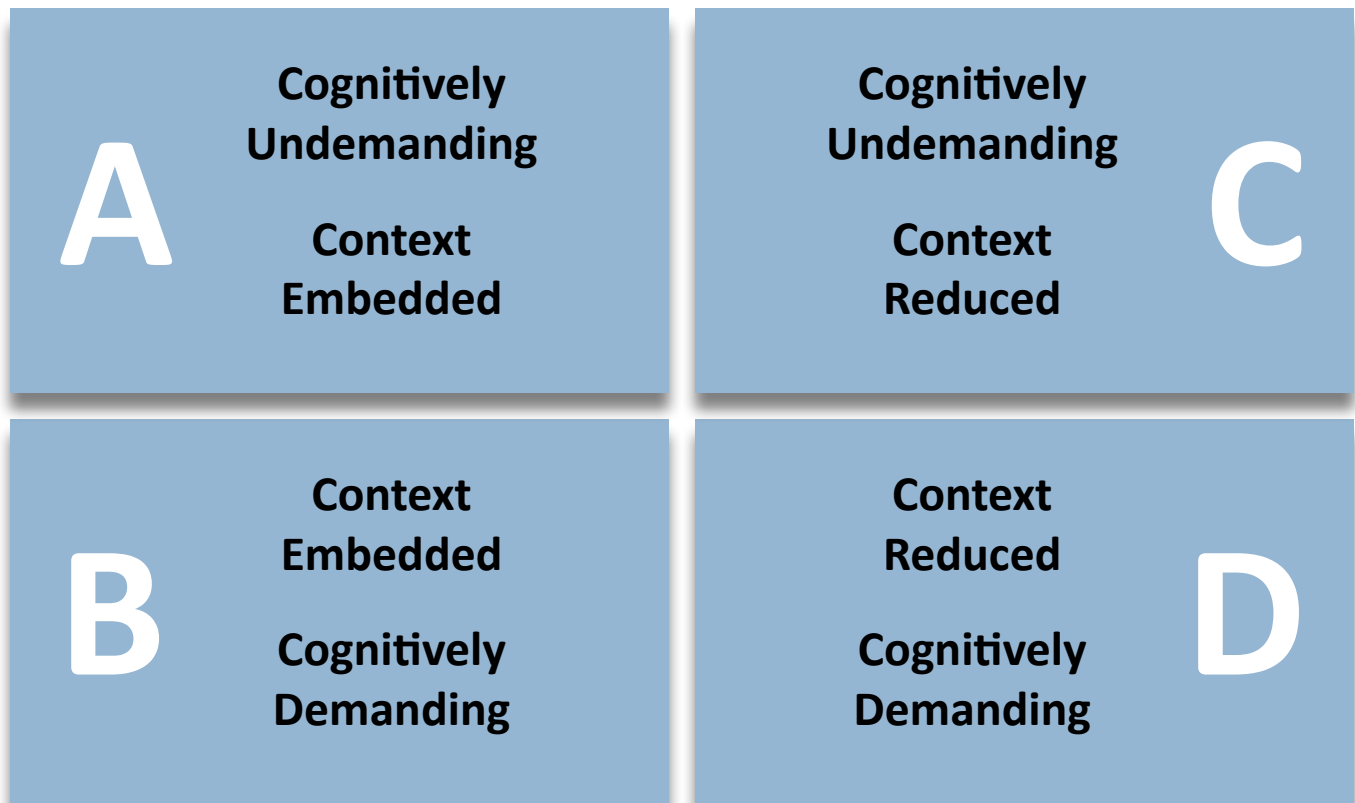 A
Cognitively
Undemanding
Context
Embedded
Cognitively
Undemanding
Context
Reduced
C
B
Context
Embedded
Cognitively
Demanding
Context
Reduced
Cognitively
Demanding
D